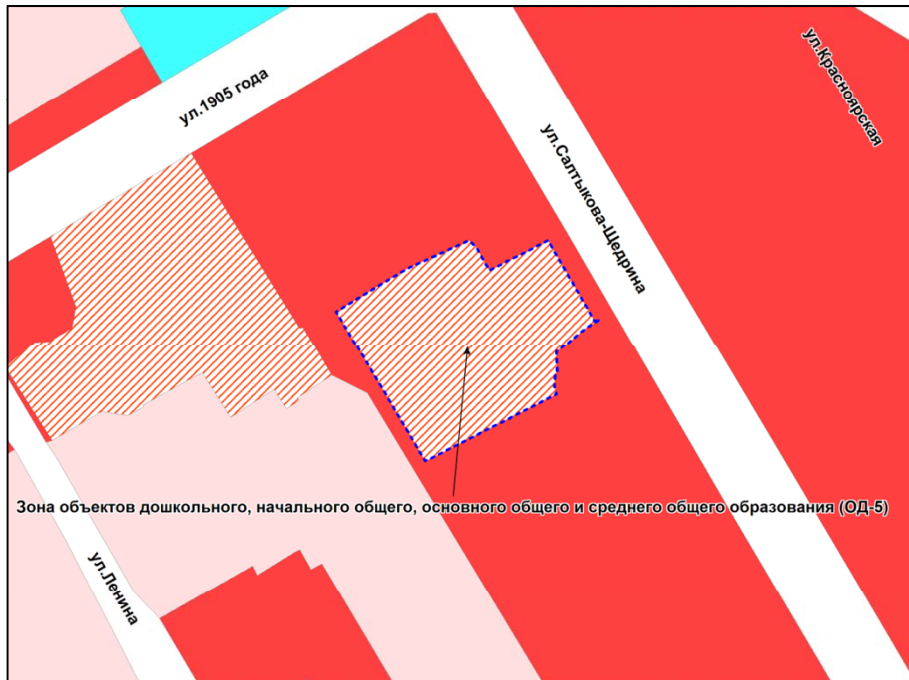 ул.1905 года
ул.Красноярская
ул.Салтыкова-Щедрина
Зона объектов дошкольного, начального общего, основного общего и среднего общего образования (ОД-5)
ул.Ленина